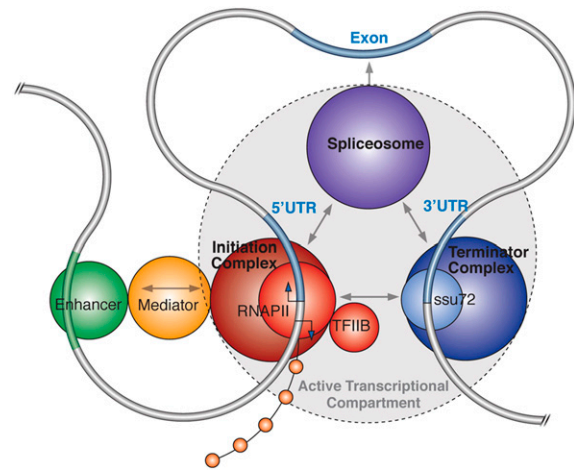 Exon
Spliceosome
5'UTR
3'UTR
Initiation
Complex
Terminator
Complex
Enhancer
Mediator
RNAPII
TFIIB
ssu72
Active Transcriptional
Compartment